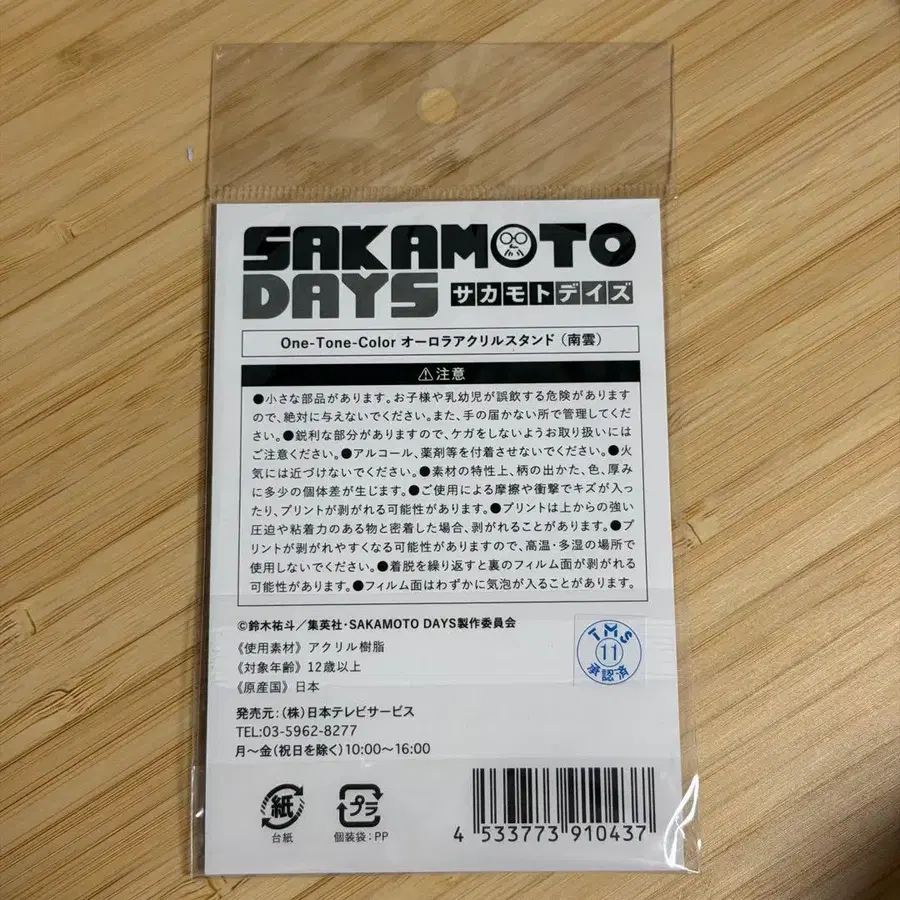 SAKAMOTO
DAYS サカモトデイズ
One-Tone-Color オーロラアクリルスタンド（南雲）
⚠注意
●小さな部品があります。お子様や乳幼児が誤飲する危険があります
ので、絶対に与えないでください。また、手の届かない所で管理してくだ
さい。●鋭利な部分がありますので、ケガをしないようお取り扱いには
ご注意ください。●アルコール、薬剤等を付着させないでください。●火
気には近づけないでください。●素材の特性上、柄の出かた、色、厚み
に多少の個体差が生じます。●ご使用による摩擦や衝撃でキズが入っ
たり、プリントが剥がれる可能性があります。●プリントは上からの強い
圧迫や粘着力のある物と密着した場合、剥がれることがあります。●プ
リントが剥がれやすくなる可能性がありますので、高温・多湿の場所で
使用しないでください。●着脱を繰り返すと裏のフィルム面が剥がれる
可能性があります。●フィルム面はわずかに気泡が入ることがあります。
©鈴木祐斗／集英社・SAKAMOTO DAYS製作委員会
《使用素材》アクリル樹脂
《対象年齢》12歳以上
《原産国》日本
TMS
11
承認済
発売元：（株）日本テレビサービス
TEL:03-5962-8277
月〜金（祝日を除く）10:00〜16:00
紙
台紙
プラ
個装袋：PP
4 533773 910437